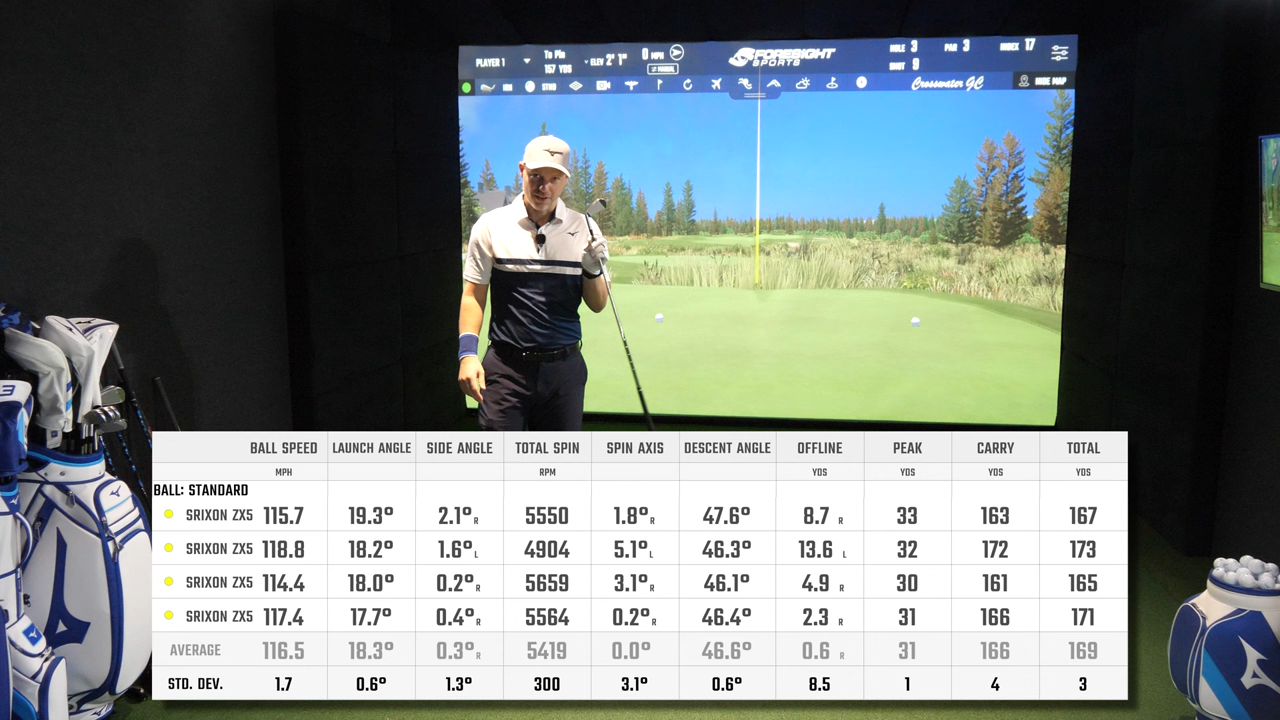 PLAYER 1 To Pin 157 YDS ELEV 2' 1" 0 MPH MANUAL FORESIGHT SPORTS HOLE 3 PAR 3 INDEX 17
SHOT 9
Crosswater GC HIDE MAP
3
BALL SPEED LAUNCH ANGLE SIDE ANGLE TOTAL SPIN SPIN AXIS DESCENT ANGLE OFFLINE PEAK CARRY TOTAL
MPH RPM YDS YDS YDS YDS
BALL: STANDARD
SRIXON ZX5 115.7 19.3° 2.1° R 5550 1.8° R 47.6° 8.7 R 33 163 167
SRIXON ZX5 118.8 18.2° 1.6° L 4904 5.1° L 46.3° 13.6 L 32 172 173
SRIXON ZX5 114.4 18.0° 0.2° R 5659 3.1° R 46.1° 4.9 R 30 161 165
SRIXON ZX5 117.4 17.7° 0.4° R 5564 0.2° R 46.4° 2.3 R 31 166 171
AVERAGE 116.5 18.3° 0.3° R 5419 0.0° 46.6° 0.6 R 31 166 169
STD. DEV. 1.7 0.6° 1.3° 300 3.1° 0.6° 8.5 1 4 3